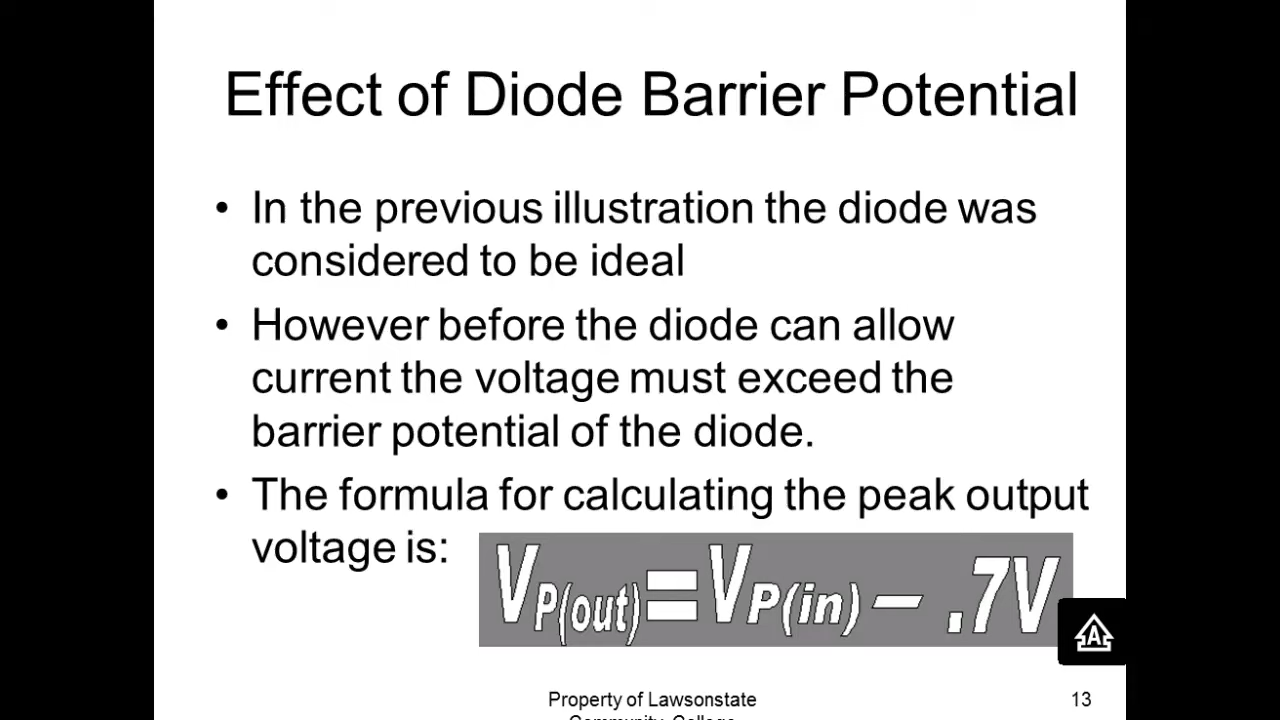 Effect of Diode Barrier Potential
• In the previous illustration the diode was
considered to be ideal
• However before the diode can allow
current the voltage must exceed the
barrier potential of the diode.
• The formula for calculating the peak output
voltage is:
VP(out)=VP(in) – .7V
A
Property of Lawsonstate
Community College
13